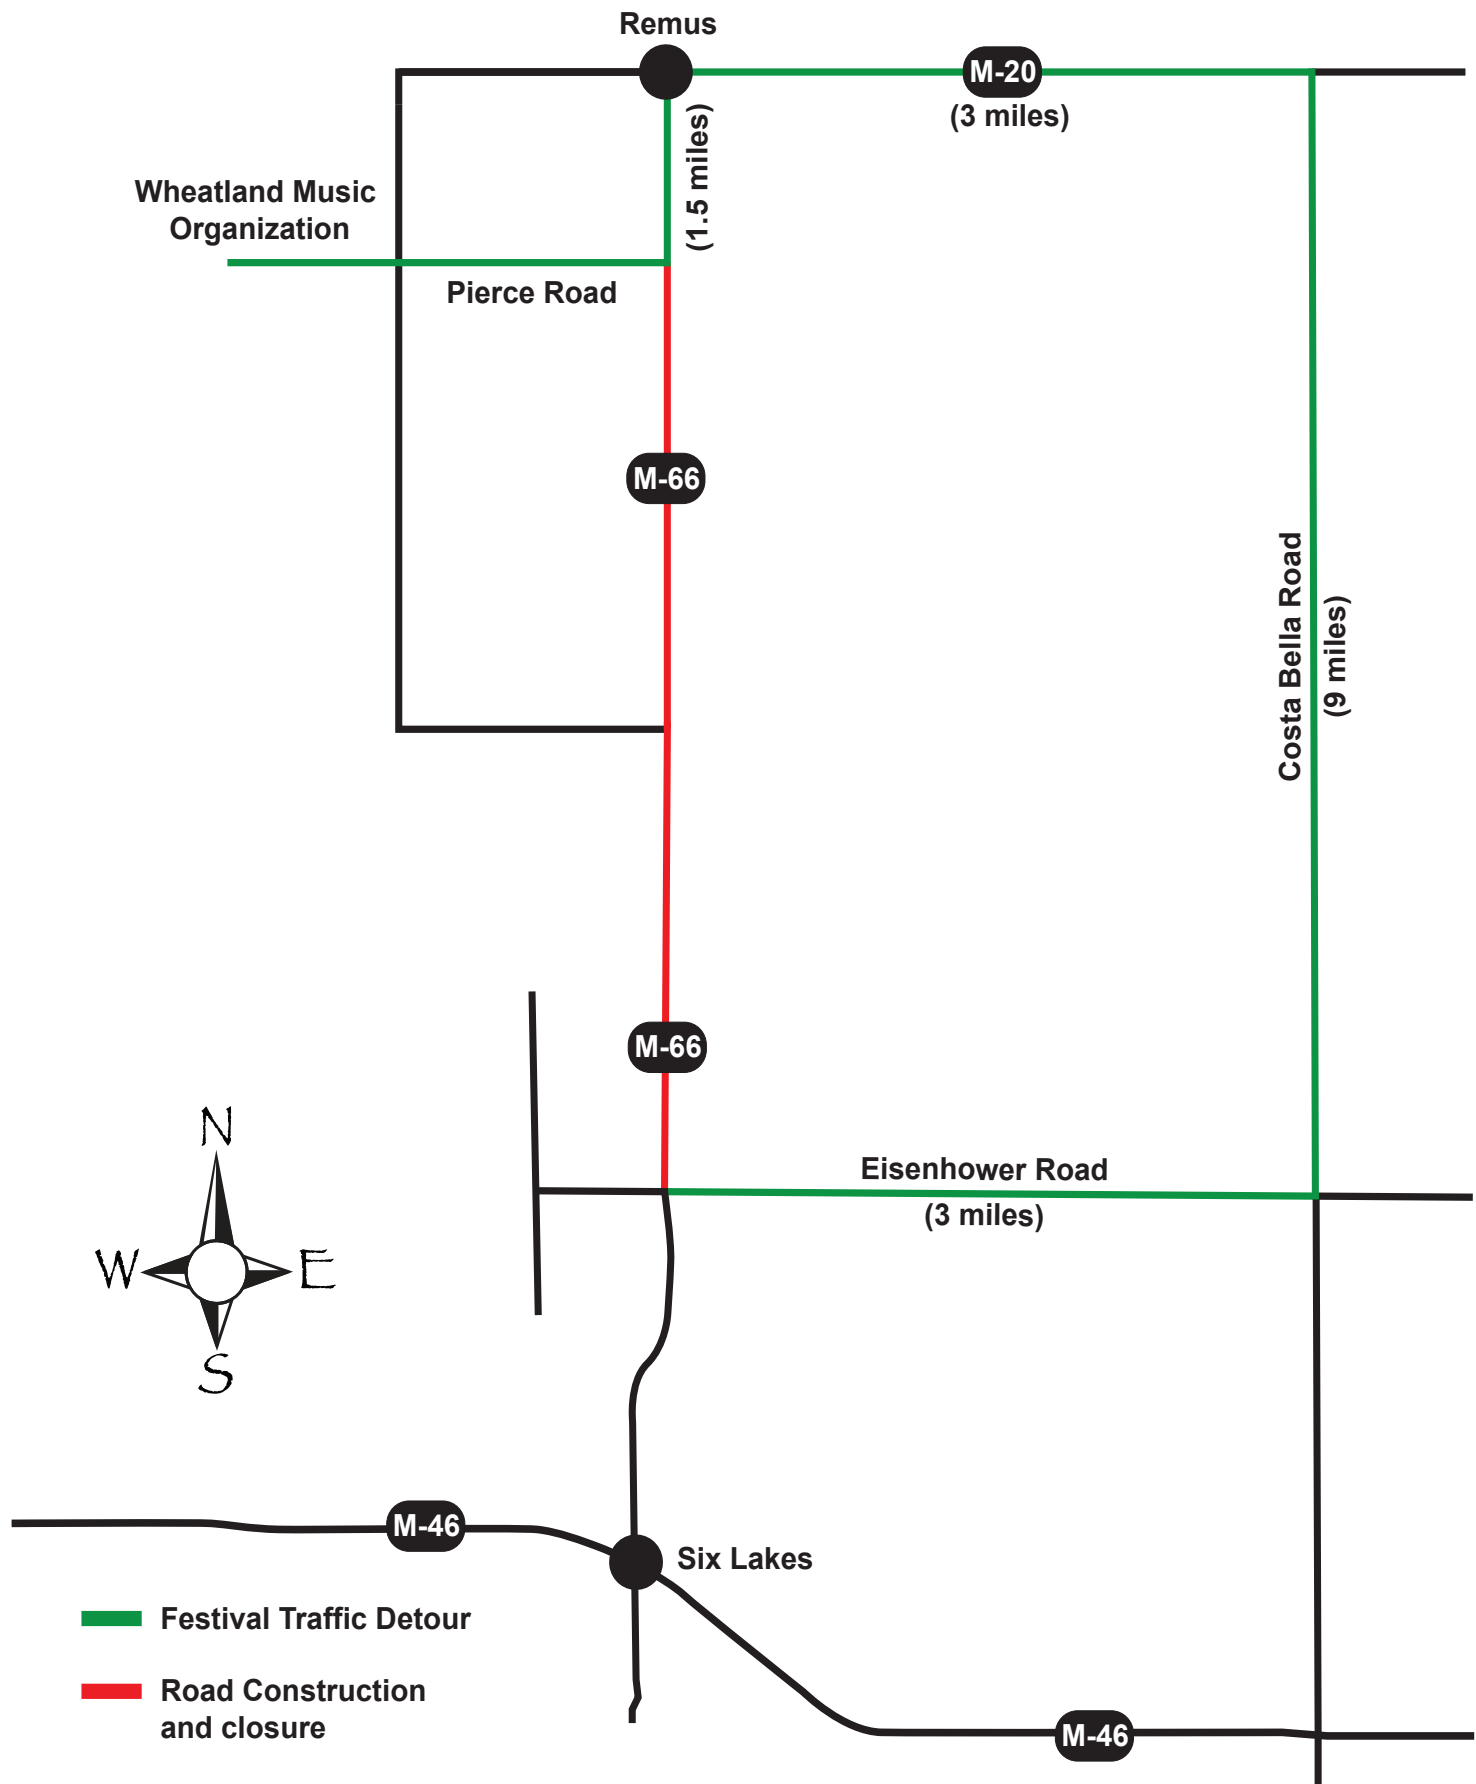 Remus
M-20
(3 miles)
(1.5 miles)
Wheatland Music
Organization
Pierce Road
M-66
Costa Bella Road
(9 miles)
M-66
N
W
E
S
Eisenhower Road
(3 miles)
M-46
Six Lakes
Festival Traffic Detour
Road Construction
and closure
M-46